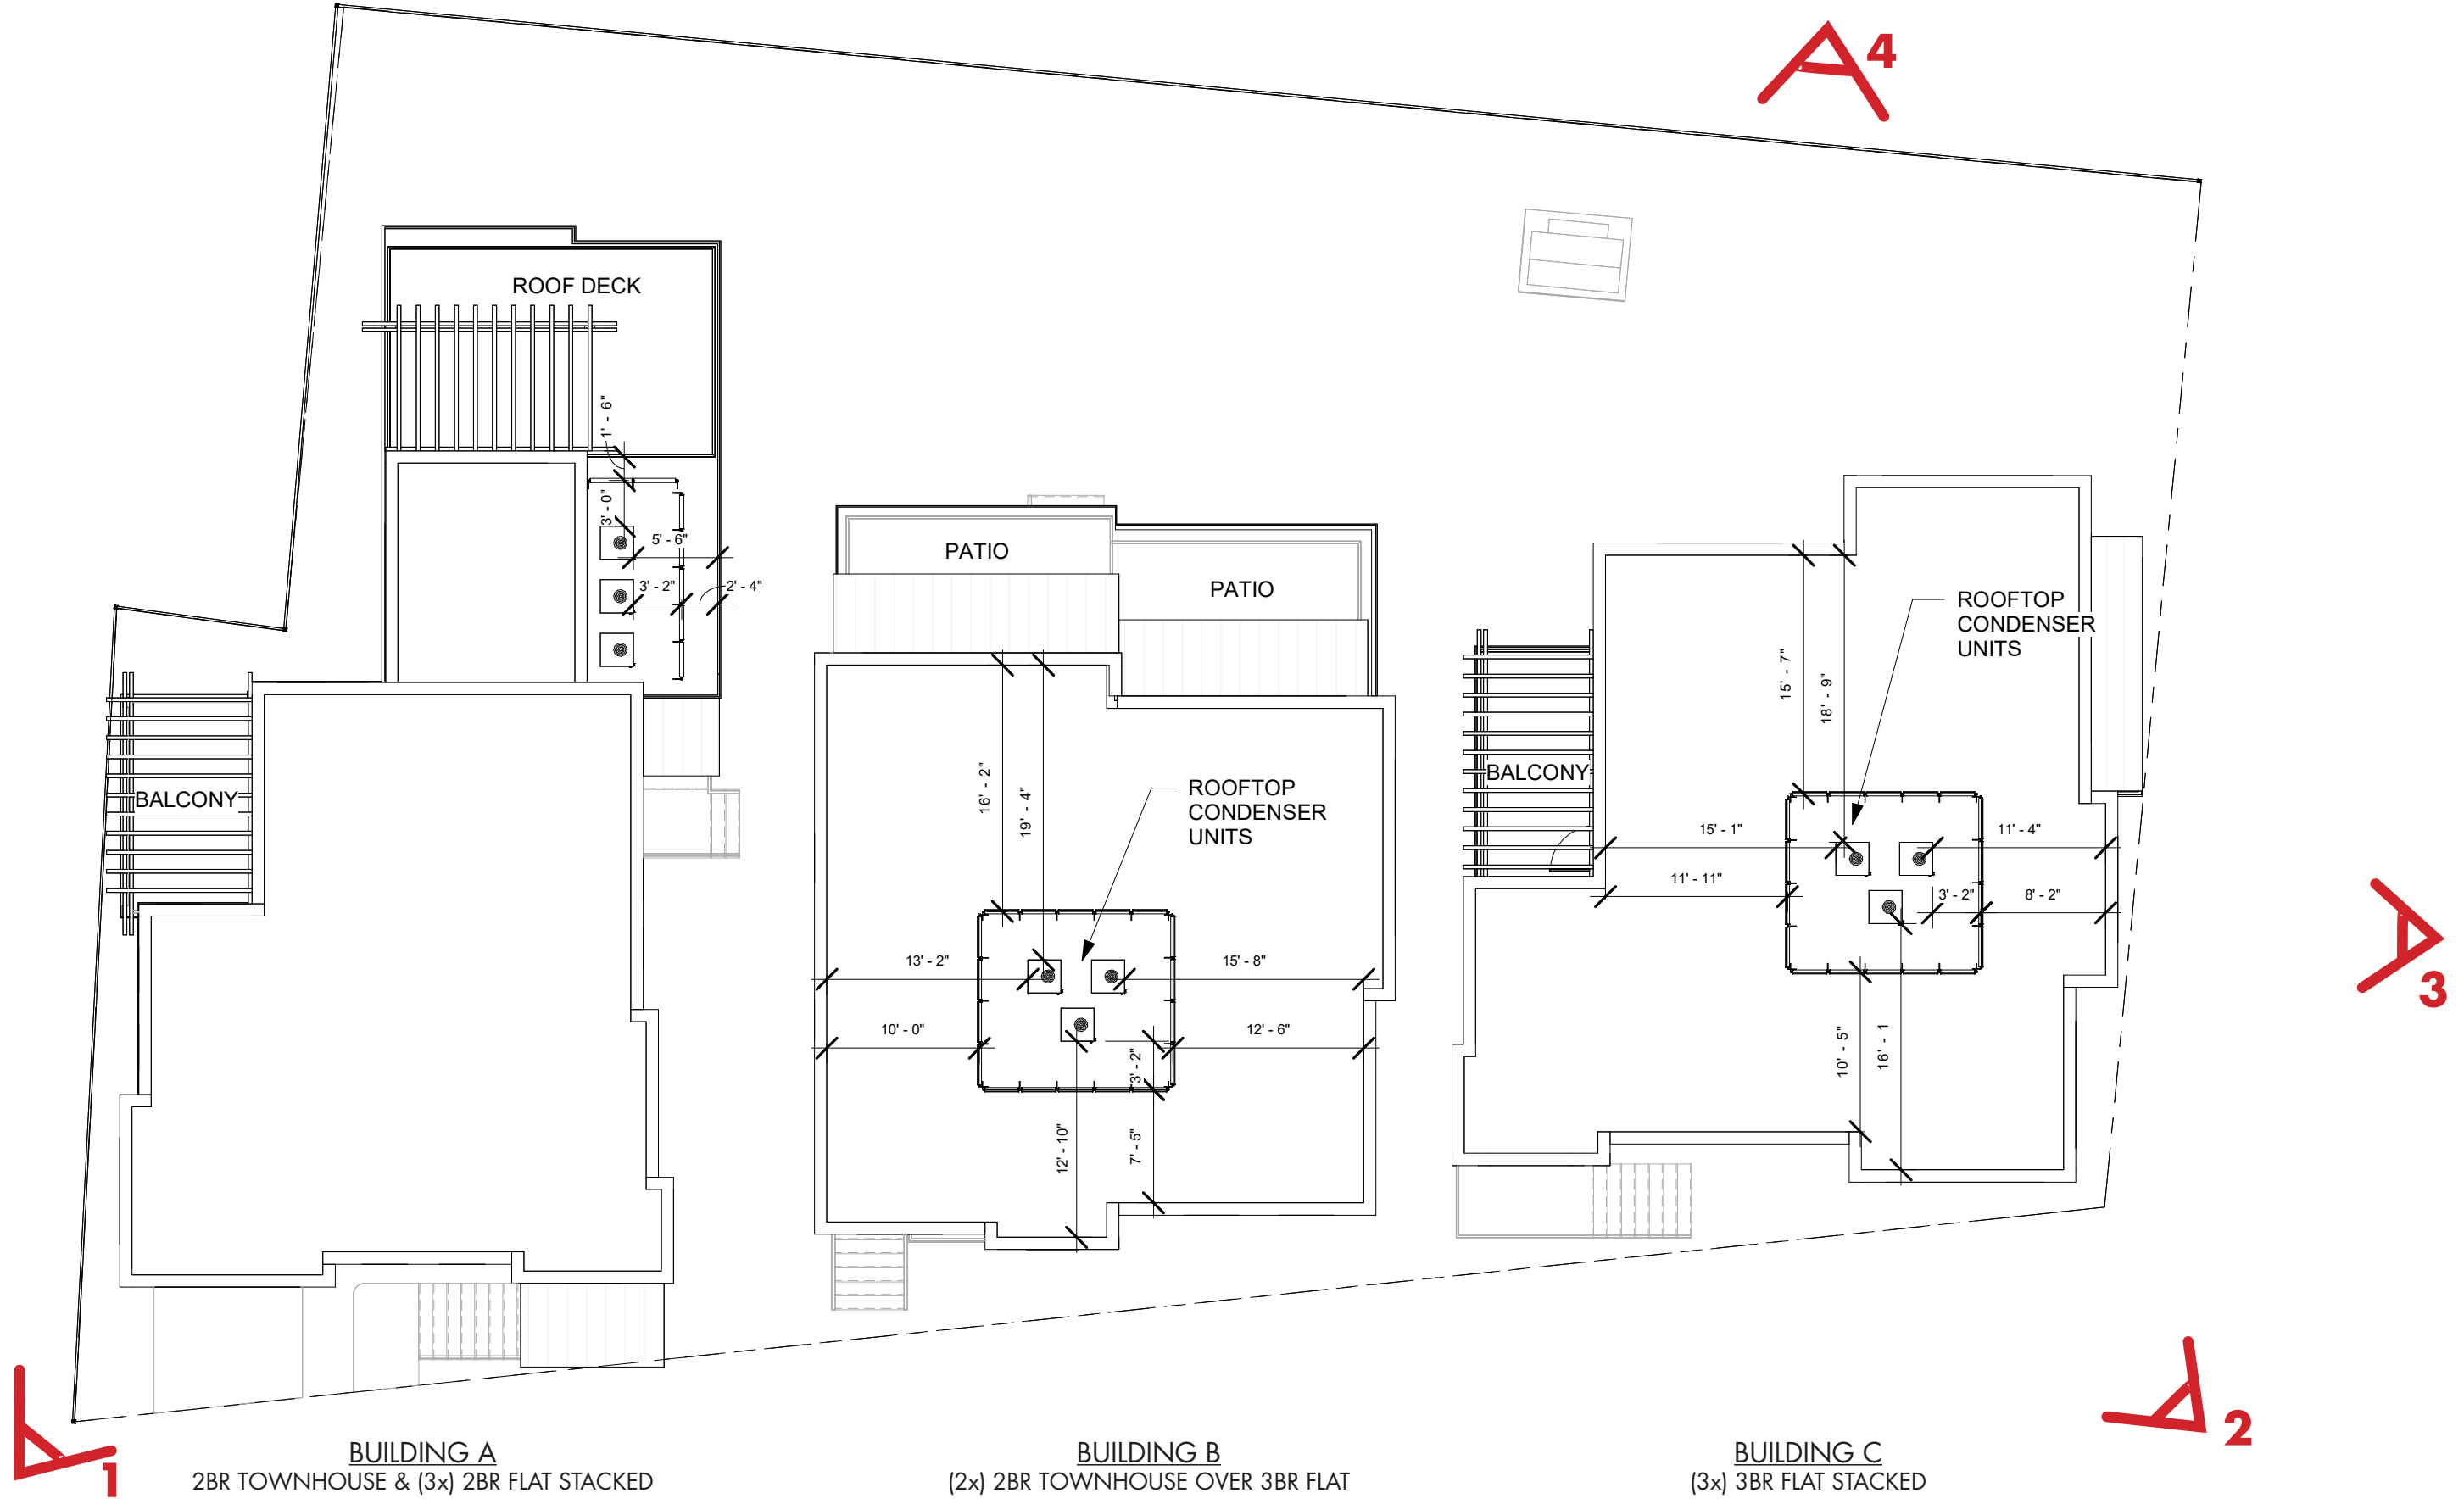 4
ROOF DECK
1' - 6"
3' - 0"
5' - 6"
3' - 2"
2' - 4"
BALCONY
PATIO
PATIO
16' - 2"
19' - 4"
ROOFTOP
CONDENSER
UNITS
13' - 2"
15' - 8"
10' - 0"
12' - 6"
3' - 2"
12' - 10"
7' - 5"
ROOFTOP
CONDENSER
UNITS
15' - 7"
18' - 9"
BALCONY
15' - 1"
11' - 4"
11' - 11"
3' - 2"
8' - 2"
10' - 5"
16' - 1
3
2
1
BUILDING A
2BR TOWNHOUSE & (3x) 2BR FLAT STACKED
BUILDING B
(2x) 2BR TOWNHOUSE OVER 3BR FLAT
BUILDING C
(3x) 3BR FLAT STACKED